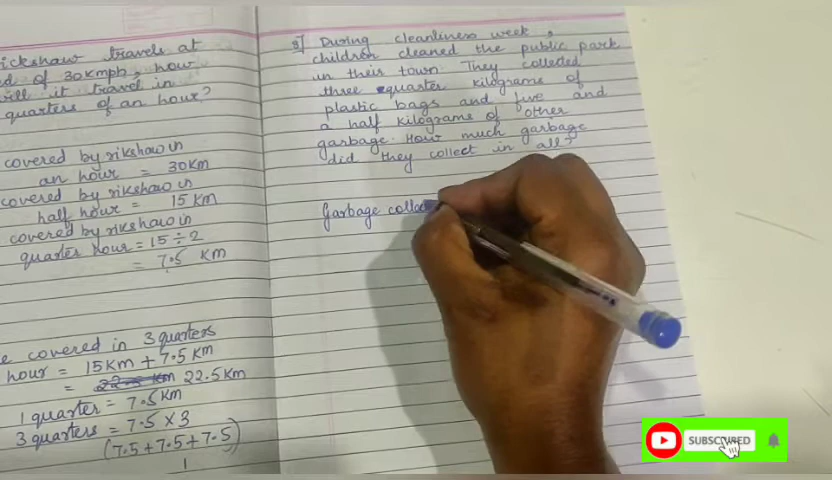 ickshaw travels at
d of 30kmph, how
will it travel in
quarters of an hour?
covered by rikshaw in
an hour = 30Km
covered by rikshaw in
half hour = 15 KM
covered by rikshaw in
quarter hour = 15 ÷ 2
= 7.5 KM
e covered in 3 quarters
hour = 15KM + 7.5 KM
= 22.5 KM
1 quarter = 7.5KM
3 quarters = 7.5 × 3
(7.5 + 7.5 + 7.5)
During cleanliness week,
children cleaned the public park
in their town. They colleded
three quarter kilograms of
plastic bags and five and
a half kilograms of other
garbage. How much garbage
did they collect in all?
Garbage collec
SUBSCRIBED